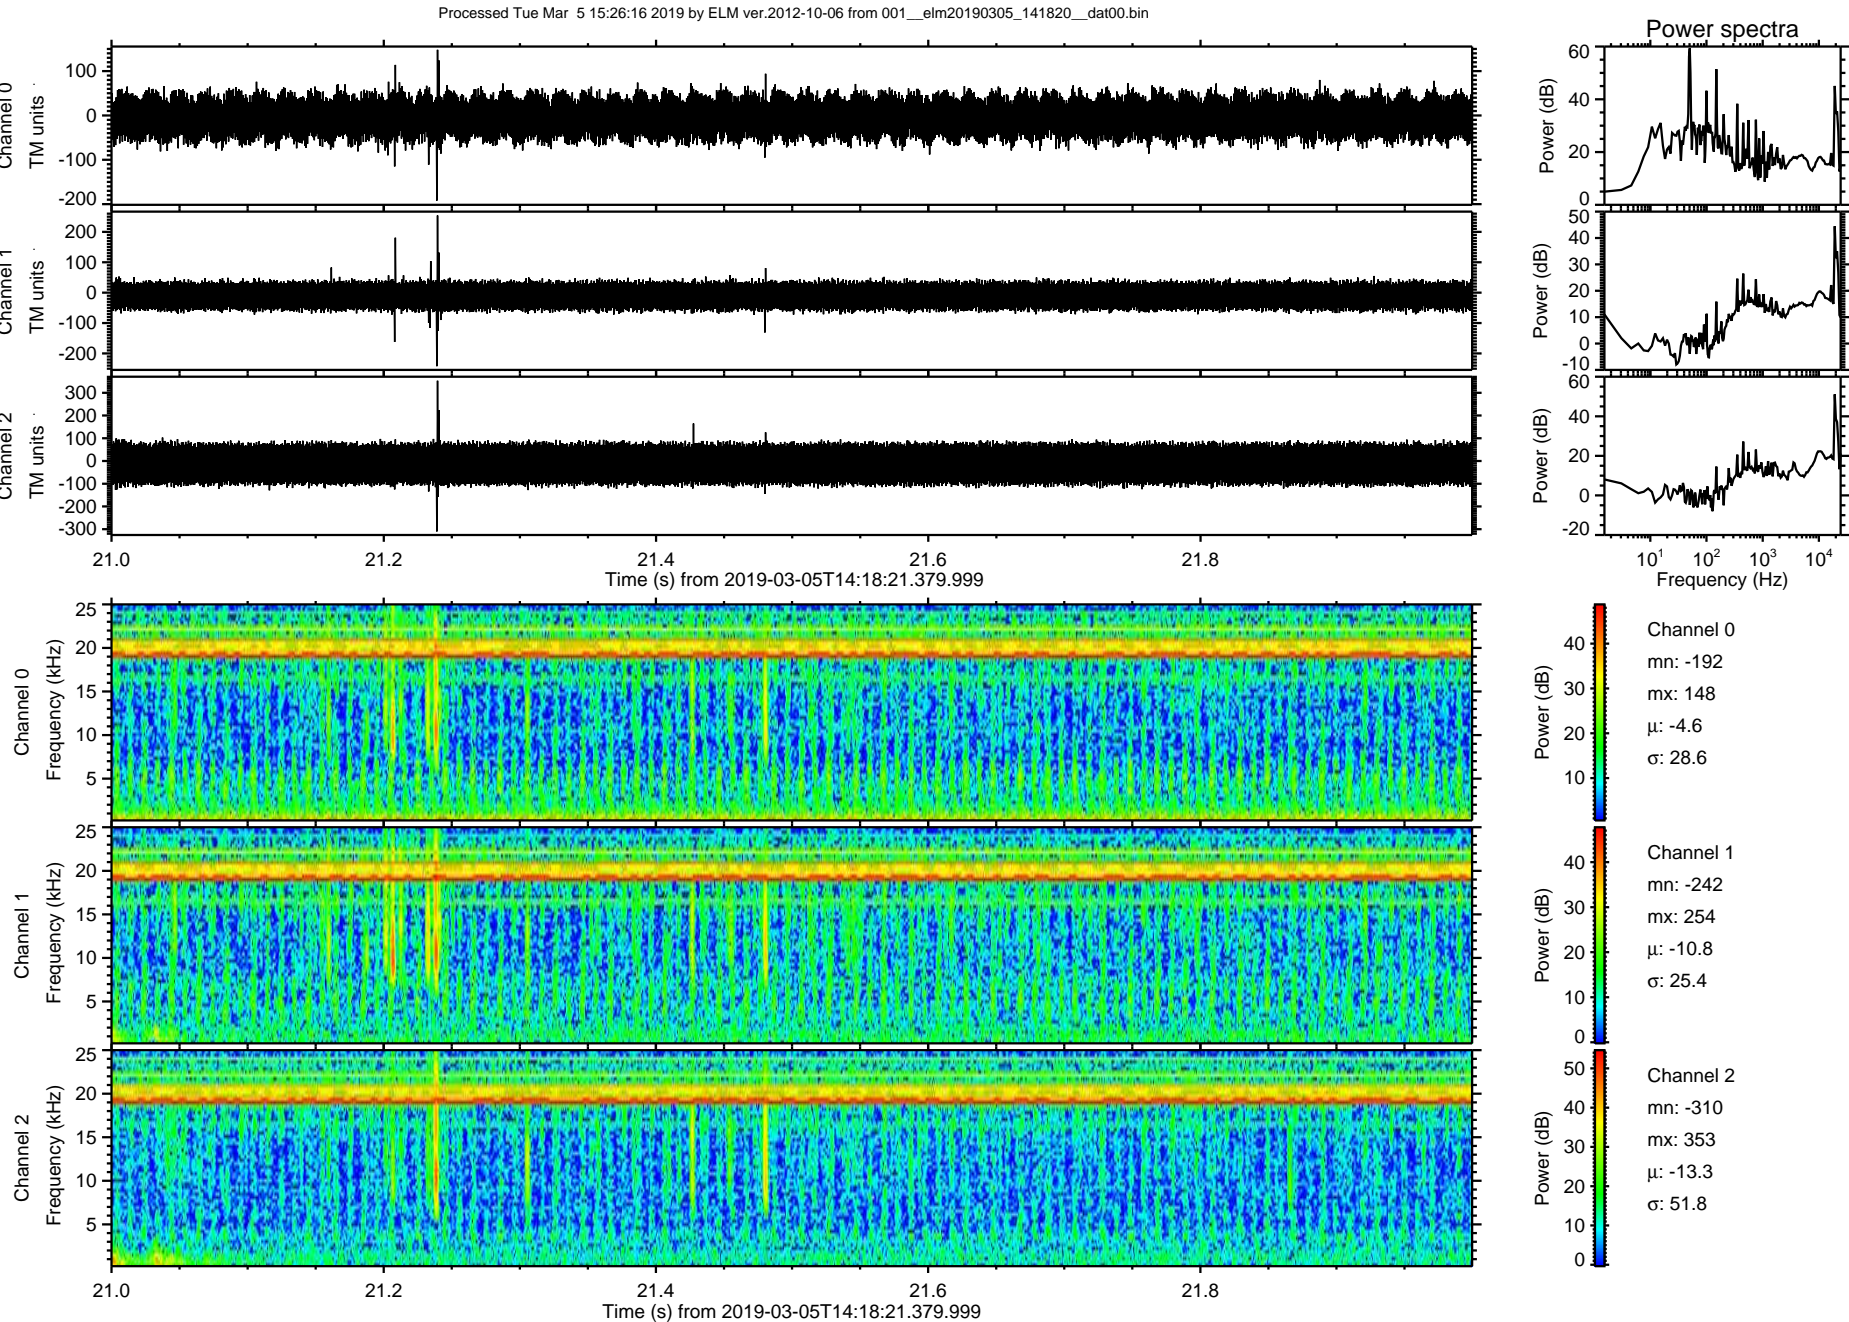 Processed Tue Mar  5 15:26:16 2019 by ELM ver.2012-10-06 from 001__elm20190305_141820__dat00.bin
Power spectra
Channel 0
TM units
100
0
-100
-200
Power (dB)
60
40
20
0
Channel 1
TM units
200
100
0
-100
-200
Power (dB)
50
40
30
20
10
0
-10
Channel 2
TM units
300
200
100
0
-100
-200
-300
Power (dB)
60
40
20
0
-20
21.0 21.2 21.4 21.6 21.8
Time (s) from 2019-03-05T14:18:21.379.999
10^1 10^2 10^3 10^4
Frequency (Hz)
Channel 0
Frequency (kHz)
25
20
15
10
5
Power (dB)
40
30
20
10
Channel 0
mn: -192
mx: 148
μ: -4.6
σ: 28.6
Channel 1
Frequency (kHz)
25
20
15
10
5
Power (dB)
40
30
20
10
0
Channel 1
mn: -242
mx: 254
μ: -10.8
σ: 25.4
Channel 2
Frequency (kHz)
25
20
15
10
5
Power (dB)
50
40
30
20
10
0
Channel 2
mn: -310
mx: 353
μ: -13.3
σ: 51.8
21.0 21.2 21.4 21.6 21.8
Time (s) from 2019-03-05T14:18:21.379.999